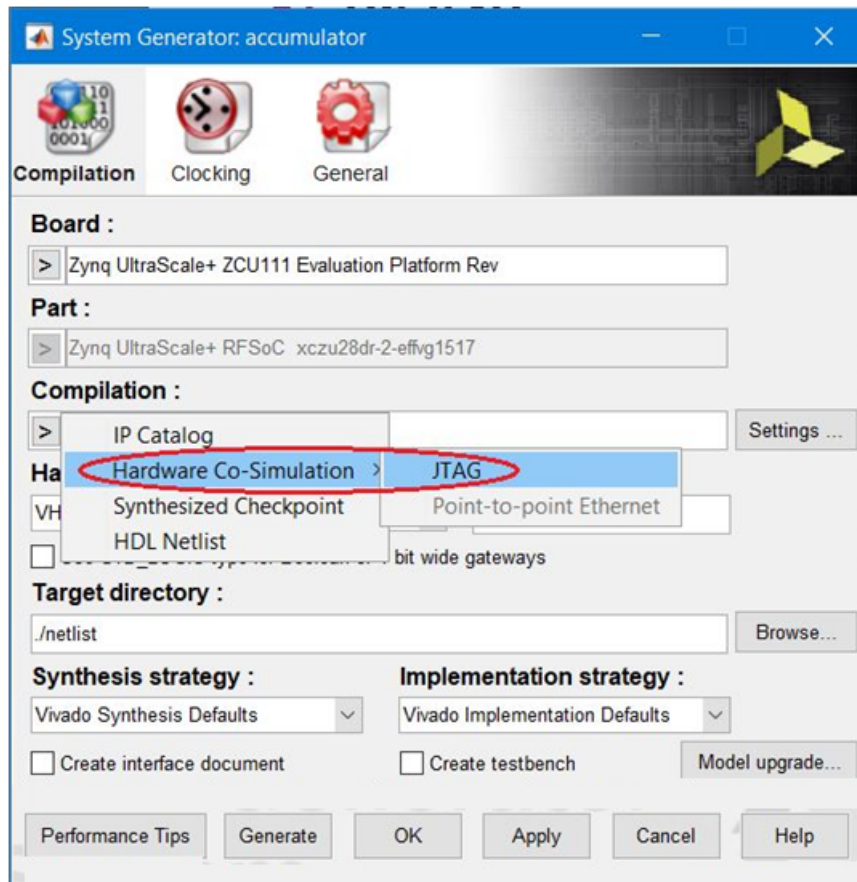 System Generator: accumulator
Compilation Clocking General
Board :
> Zynq UltraScale+ ZCU111 Evaluation Platform Rev
Part :
> Zynq UltraScale+ RFSoC xczu28dr-2-effvg1517
Compilation :
> IP Catalog Settings ...
Ha Hardware Co-Simulation > JTAG
VH Synthesized Checkpoint Point-to-point Ethernet
HDL Netlist
bit wide gateways
Target directory :
./netlist Browse...
Synthesis strategy : Implementation strategy :
Vivado Synthesis Defaults Vivado Implementation Defaults
Create interface document Create testbench Model upgrade...
Performance Tips Generate OK Apply Cancel Help